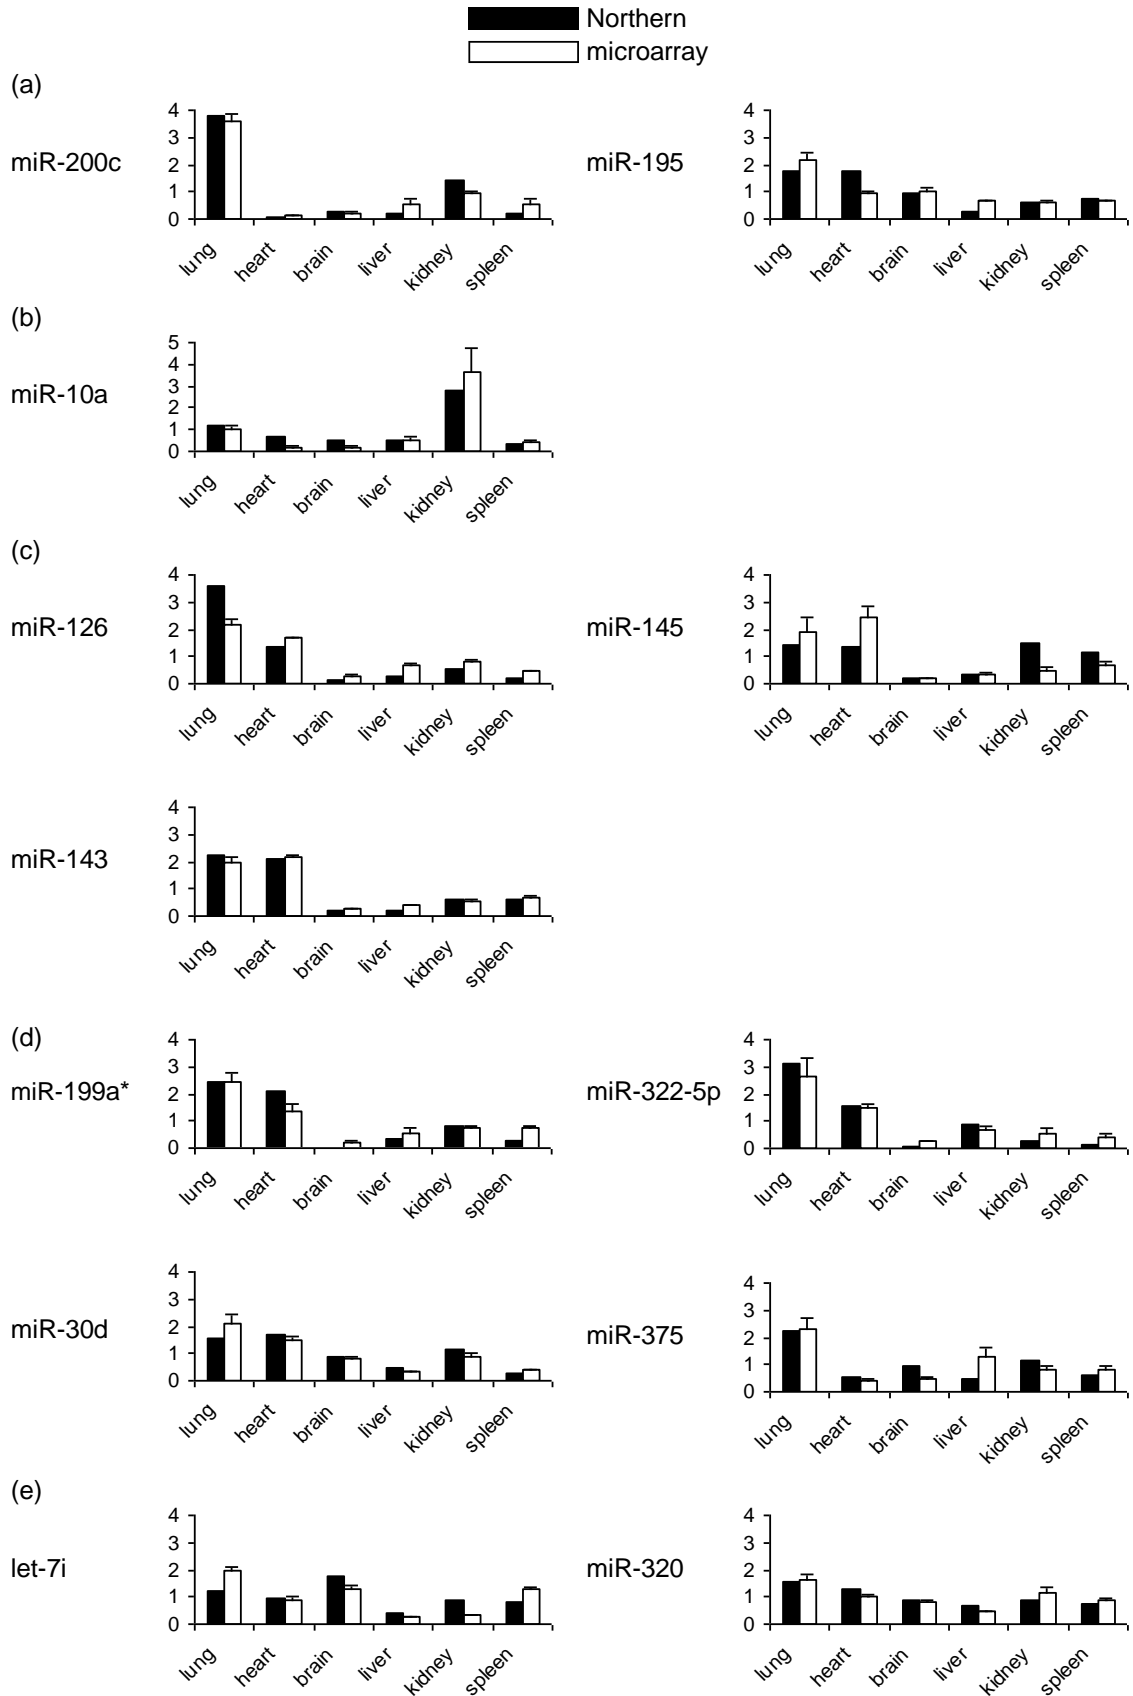 Northern
microarray
(a)
miR-200c
4
3
2
1
0
lung
heart
brain
liver
kidney
spleen
miR-195
4
3
2
1
0
lung
heart
brain
liver
kidney
spleen
(b)
miR-10a
5
4
3
2
1
0
lung
heart
brain
liver
kidney
spleen
(c)
miR-126
4
3
2
1
0
lung
heart
brain
liver
kidney
spleen
miR-145
4
3
2
1
0
lung
heart
brain
liver
kidney
spleen
miR-143
4
3
2
1
0
lung
heart
brain
liver
kidney
spleen
(d)
miR-199a*
4
3
2
1
0
lung
heart
brain
liver
kidney
spleen
miR-322-5p
4
3
2
1
0
lung
heart
brain
liver
kidney
spleen
miR-30d
4
3
2
1
0
lung
heart
brain
liver
kidney
spleen
miR-375
4
3
2
1
0
lung
heart
brain
liver
kidney
spleen
(e)
let-7i
4
3
2
1
0
lung
heart
brain
liver
kidney
spleen
miR-320
4
3
2
1
0
lung
heart
brain
liver
kidney
spleen